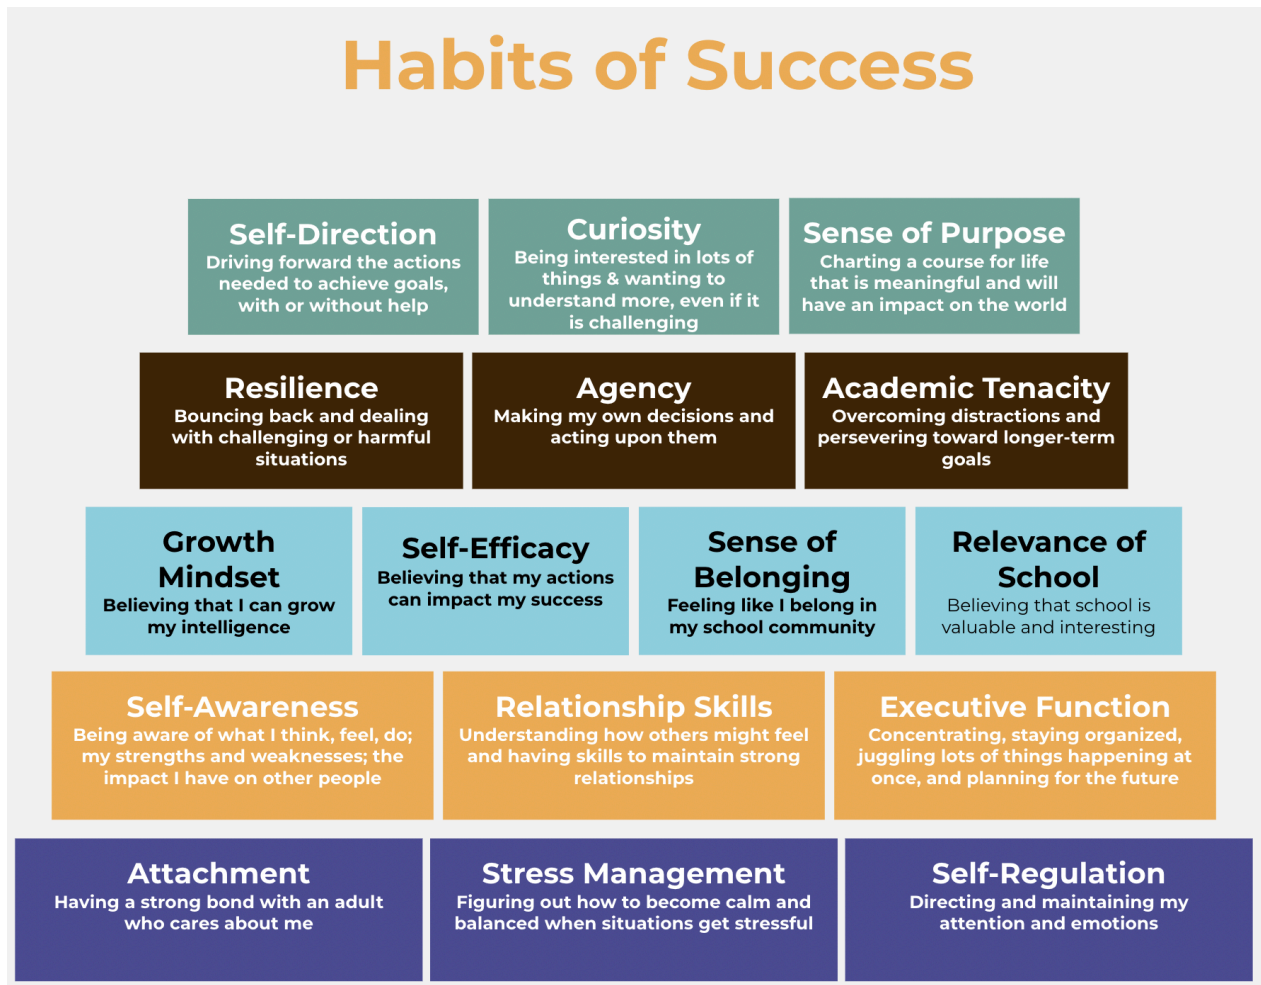 Habits of Success
Self-Direction
Driving forward the actions
needed to achieve goals,
with or without help
Curiosity
Being interested in lots of
things & wanting to
understand more, even if it
is challenging
Sense of Purpose
Charting a course for life
that is meaningful and will
have an impact on the world
Resilience
Bouncing back and dealing
with challenging or harmful
situations
Agency
Making my own decisions and
acting upon them
Academic Tenacity
Overcoming distractions and
persevering toward longer-term
goals
Growth
Mindset
Believing that I can grow
my intelligence
Self-Efficacy
Believing that my actions
can impact my success
Sense of
Belonging
Feeling like I belong in
my school community
Relevance of
School
Believing that school is
valuable and interesting
Self-Awareness
Being aware of what I think, feel, do;
my strengths and weaknesses; the
impact I have on other people
Relationship Skills
Understanding how others might feel
and having skills to maintain strong
relationships
Executive Function
Concentrating, staying organized,
juggling lots of things happening at
once, and planning for the future
Attachment
Having a strong bond with an adult
who cares about me
Stress Management
Figuring out how to become calm and
balanced when situations get stressful
Self-Regulation
Directing and maintaining my
attention and emotions